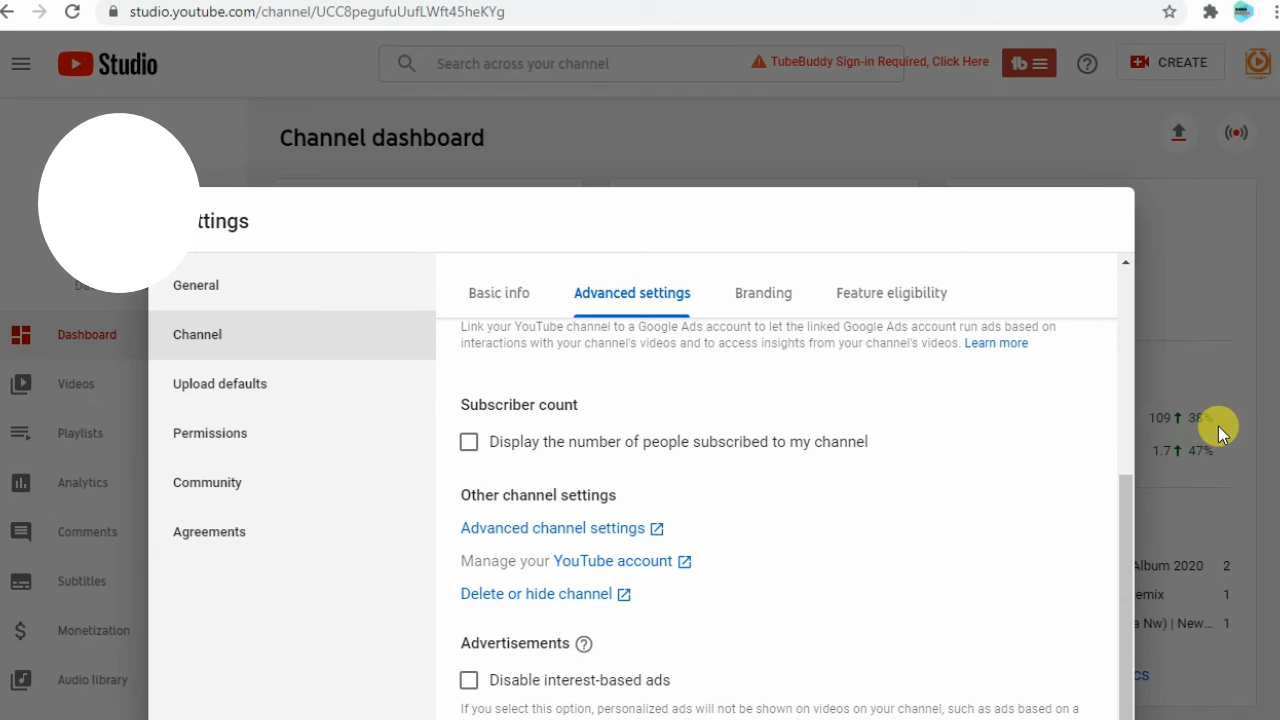 studio.youtube.com/channel/UCC8pegufuUufLWft45heKYg
Studio
Search across your channel
TubeBuddy Sign-in Required, Click Here
tb
CREATE
Channel dashboard
ttings
General
Channel
Upload defaults
Permissions
Community
Agreements
Dashboard
Videos
Playlists
Analytics
Comments
Subtitles
Monetization
Audio library
Basic info
Advanced settings
Branding
Feature eligibility
Link your YouTube channel to a Google Ads account to let the linked Google Ads account run ads based on
interactions with your channel's videos and to access insights from your channel's videos. Learn more
Subscriber count
Display the number of people subscribed to my channel
Other channel settings
Advanced channel settings
Manage your YouTube account
Delete or hide channel
Advertisements
Disable interest-based ads
If you select this option, personalized ads will not be shown on videos on your channel, such as ads based on a
109 38%
1.7 47%
Album 2020 2
emix 1
a Nw) | New... 1
cs